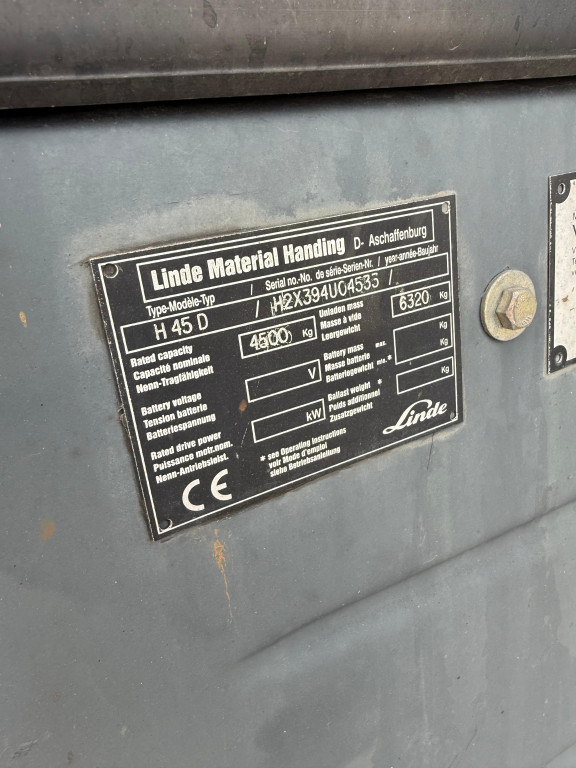 Linde Material Handing D- Aschaffenburg
Type-Modèle-Typ / Serial no.-No. de série-Serien-Nr. / year-année-Baujahr
H 45 D / H2X394U04535 /
Rated capacity
Capacité nominale
Nenn-Tragfähigkeit
4500 Kg
Unladen mass
Masse à vide
Leergewicht
6320 Kg
Battery voltage
Tension batterie
Batteriespannung
V
Battery mass max. Kg
Masse batterie
Batteriegewicht min. * Kg
Rated drive power
Puissance motr.nom.
Nenn-Antriebsleist.
kW
Ballast weight *
Poids additionnel
Zusatzgewicht
Kg
CE
* see Operating Instructions
voir Mode d'emploi
siehe Betriebsanleitung
Linde